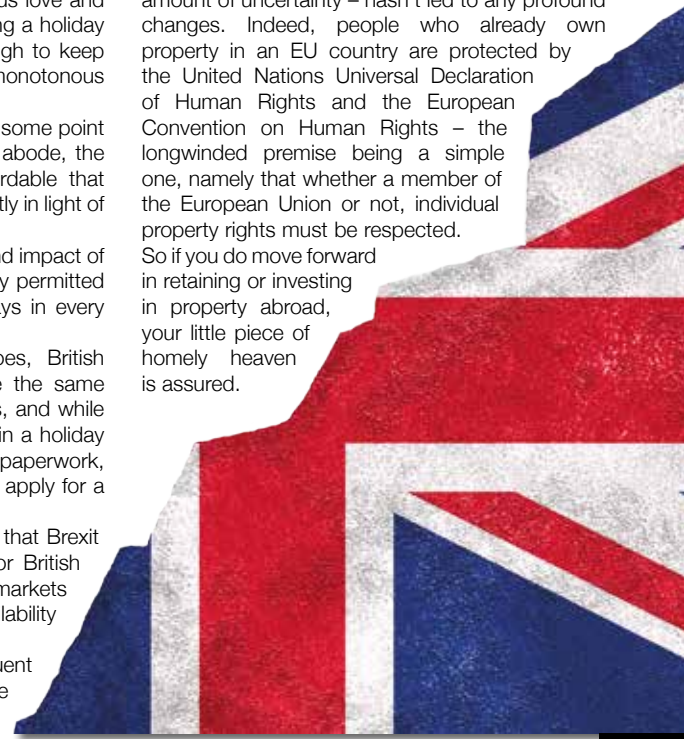 ds love and
ng a holiday
gh to keep
monotonous
some point
abode, the
rdable that
tly in light of
nd impact of
y permitted
ys in every
pes, British
e the same
s, and while
in a holiday
paperwork,
apply for a
that Brexit
or British
markets
lability
uent
e
amount of uncertainty – hasn't led to any profound
changes. Indeed, people who already own
property in an EU country are protected by
the United Nations Universal Declaration
of Human Rights and the European
Convention on Human Rights – the
longwinded premise being a simple
one, namely that whether a member of
the European Union or not, individual
property rights must be respected.
So if you do move forward
in retaining or investing
in property abroad,
your little piece of
homely heaven
is assured.